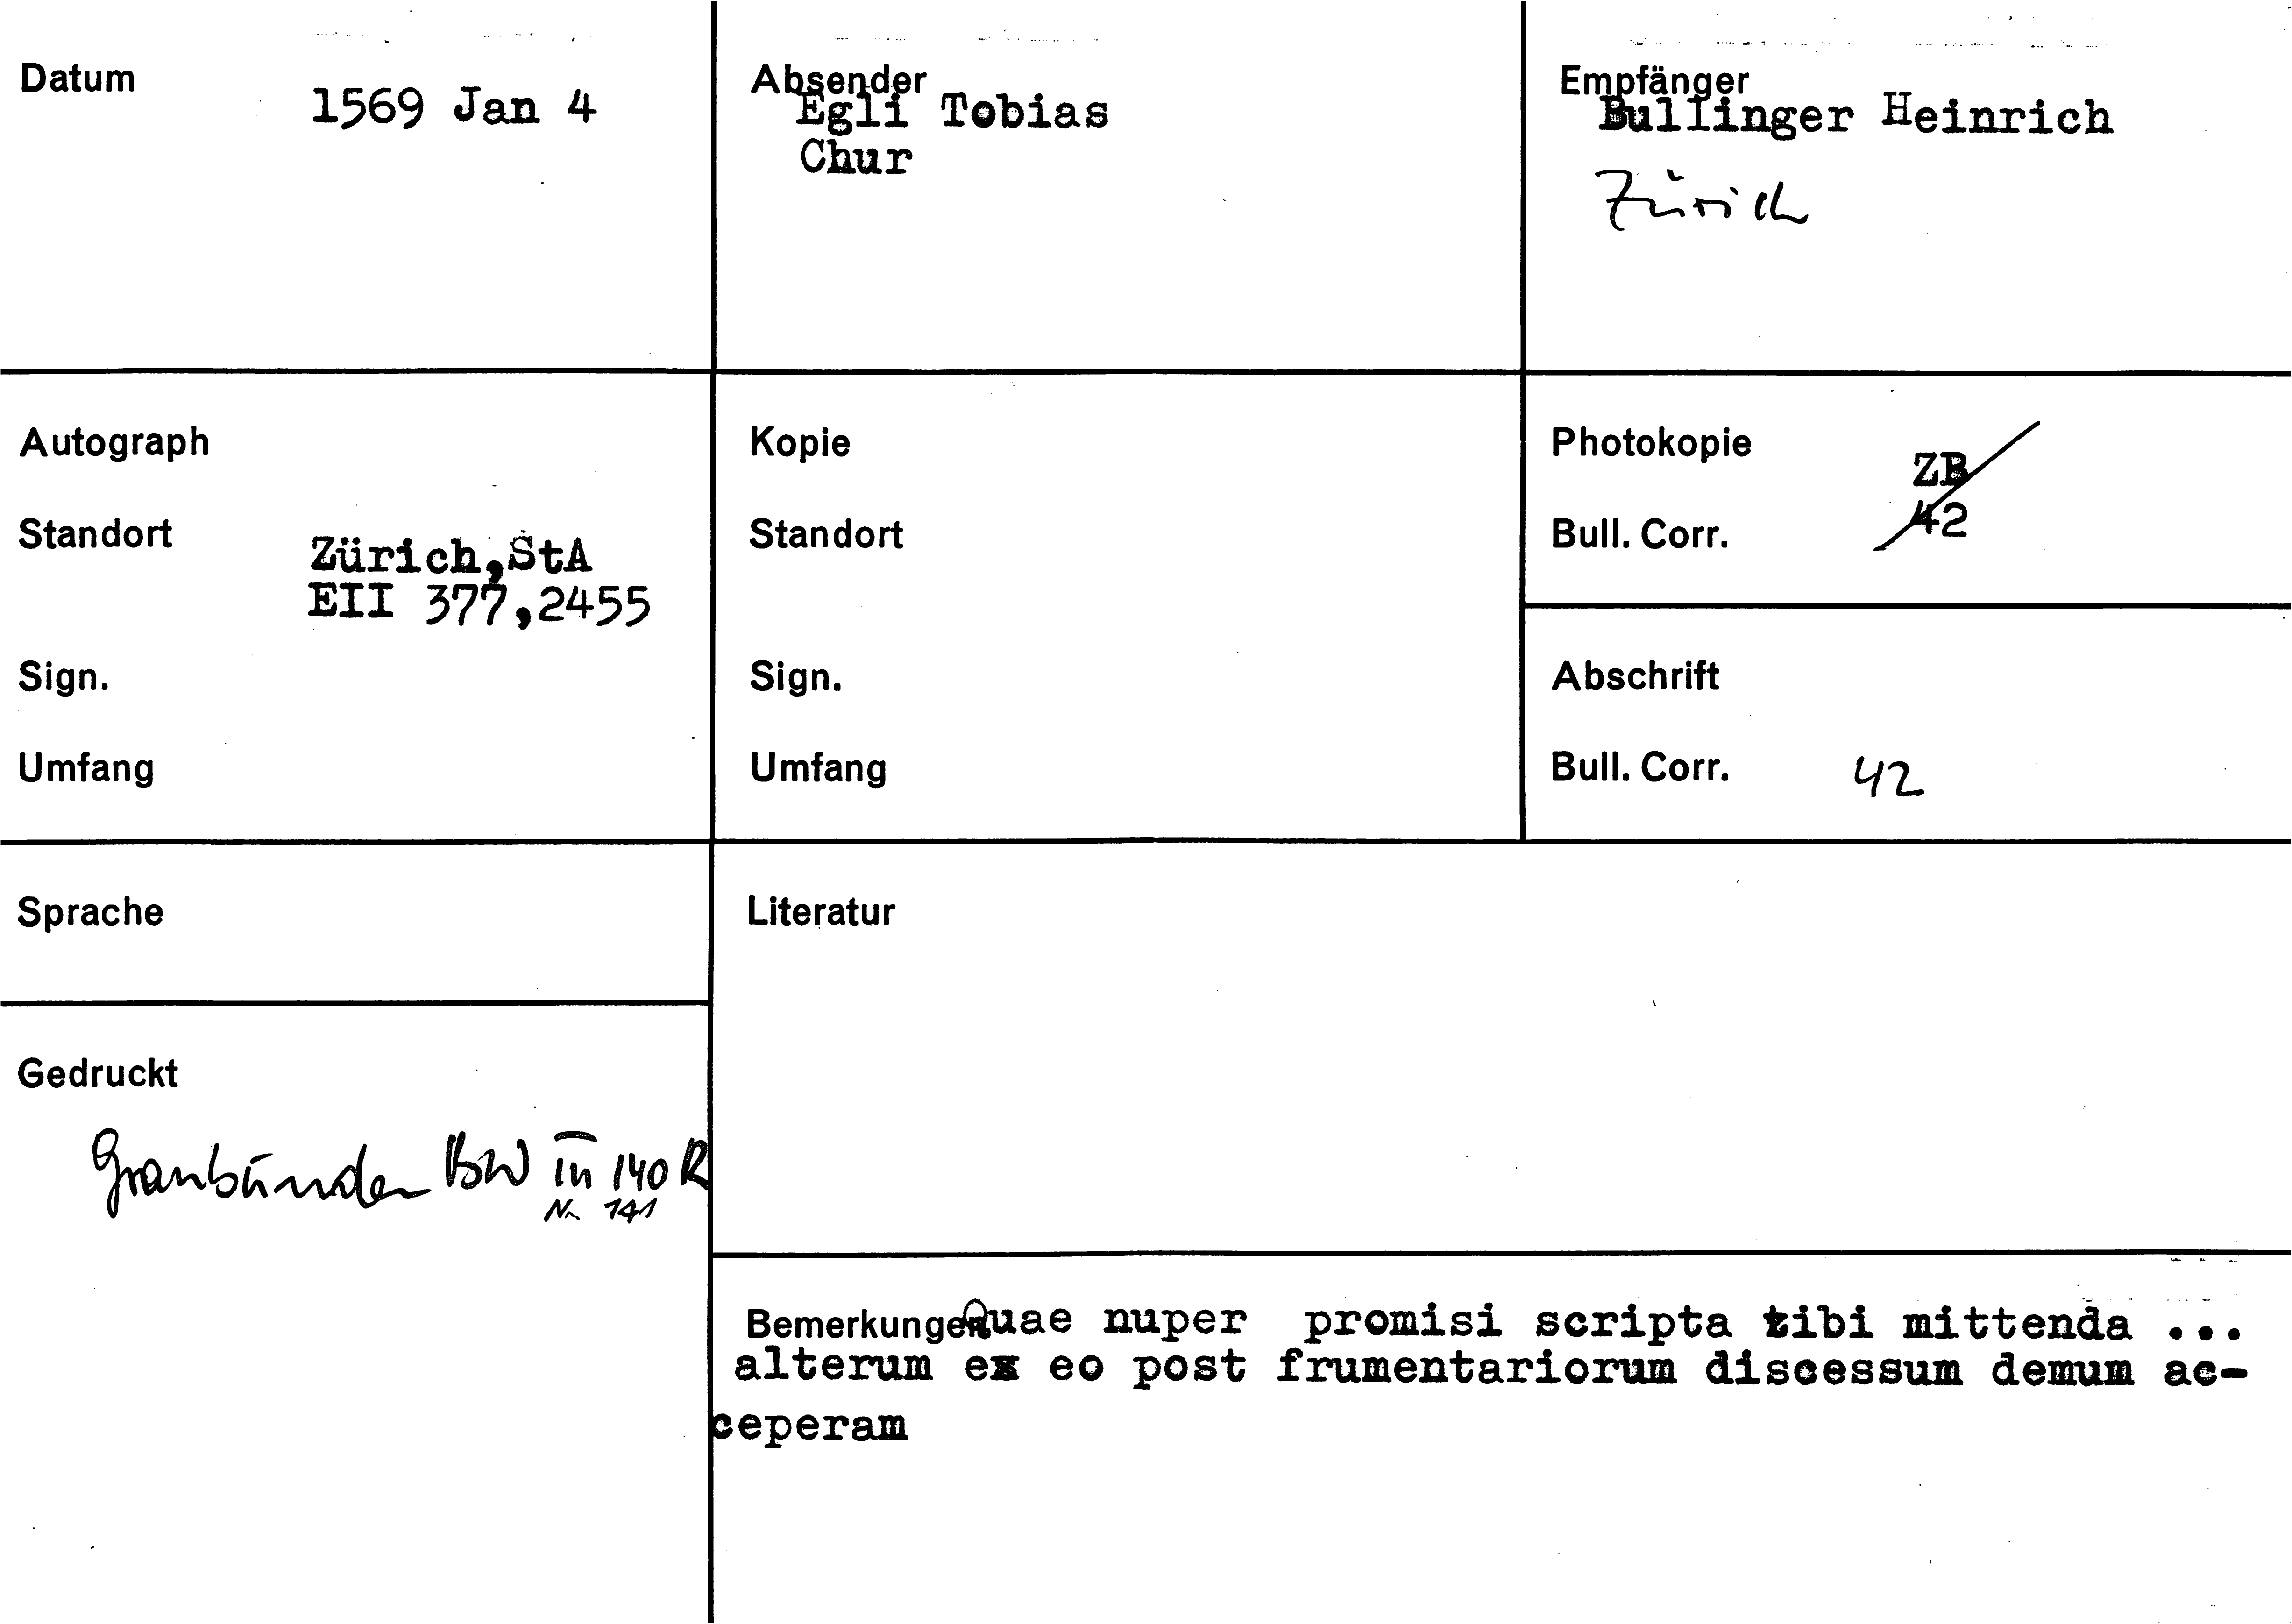 Datum
1569 Jan 4
Absender
Egli Tobias
Chur
Empfänger
Bullinger Heinrich
Zürich
Autograph
Standort
Zürich,StA
EII 377,2455
Sign.
Umfang
Kopie
Standort
Sign.
Umfang
Photokopie
ZB
Bull. Corr.
42
Abschrift
Bull. Corr. 42
Sprache
Gedruckt
Graubünden BW III 140 R
Nr. 141
Literatur
Bemerkungen Quae nuper promisi scripta tibi mittenda ...
alterum ex eo post frumentariorum discessum demum ac-
ceperam